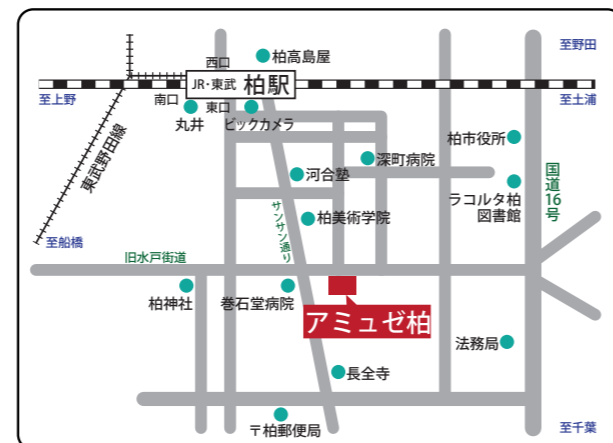 柏高島屋
至野田
西口
JR・東武 柏駅
至上野
南口
東口
至土浦
丸井
ビックカメラ
東武野田線
柏市役所
深町病院
河合塾
国道16号
ラコルタ柏
図書館
サンサン通り
柏美術学院
至船橋
旧水戸街道
柏神社
巻石堂病院
アミュゼ柏
法務局
長全寺
〒柏郵便局
至千葉